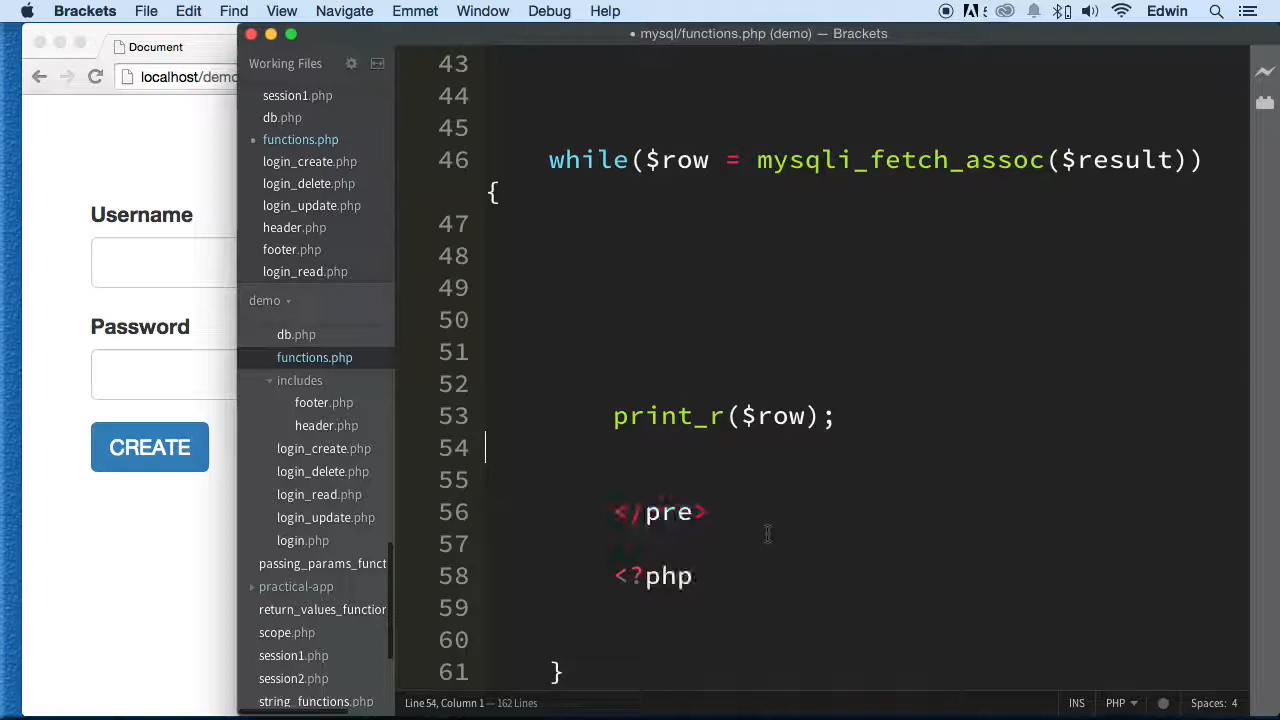 Brackets File Edit Find View Navigate Emmet Window Debug Help Edwin
Document
localhost/demo
Username
Password
CREATE
• mysql/functions.php (demo) — Brackets
Working Files
session1.php
db.php
functions.php
login_create.php
login_delete.php
login_update.php
header.php
footer.php
login_read.php
demo
db.php
functions.php
includes
footer.php
header.php
login_create.php
login_delete.php
login_read.php
login_update.php
login.php
passing_params_funct
practical-app
return_values_function
scope.php
session1.php
session2.php
string_functions.php
43
44
45
46 while($row = mysqli_fetch_assoc($result))
{
47
48
49
50
51
52
53 print_r($row);
54
55
56 </pre>
57
58 <?php
59
60
61 }
Line 54, Column 1 — 162 Lines
INS PHP Spaces: 4